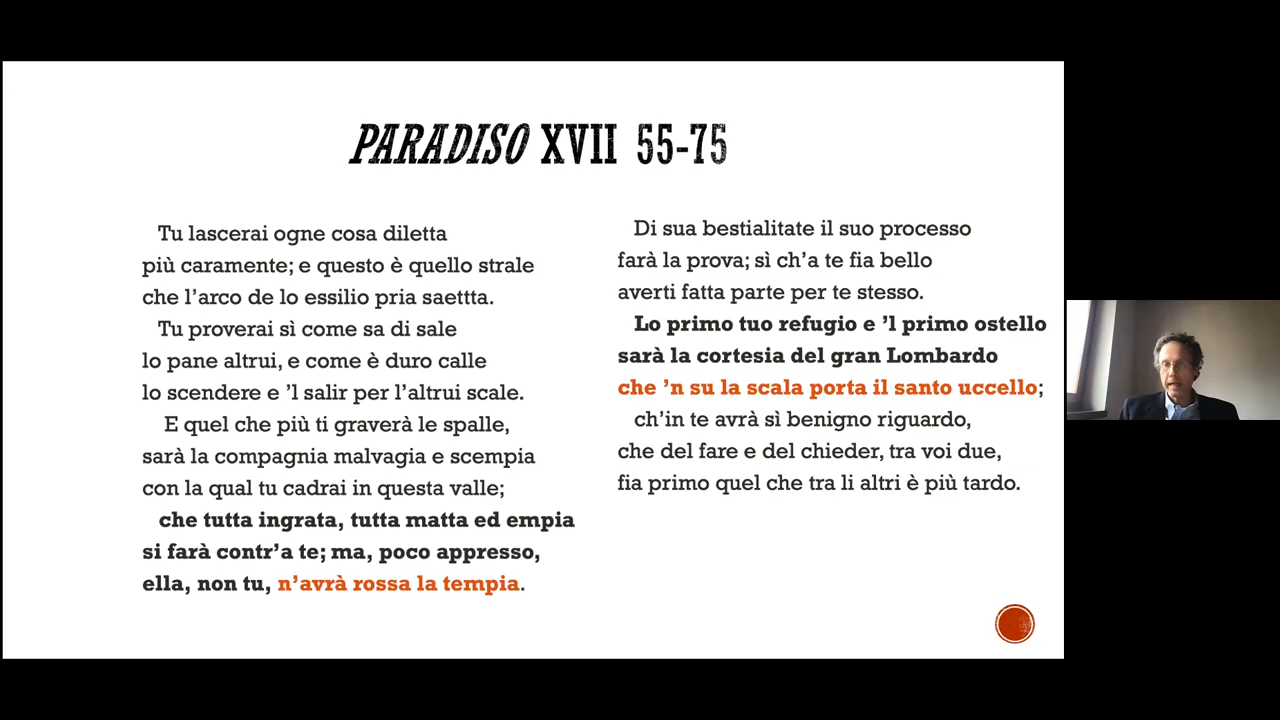 PARADISO XVII 55-75
Tu lascerai ogne cosa diletta
più caramente; e questo è quello strale
che l’arco de lo essilio pria saettta.
Tu proverai sì come sa di sale
lo pane altrui, e come è duro calle
lo scendere e ’l salir per l’altrui scale.
E quel che più ti graverà le spalle,
sarà la compagnia malvagia e scempia
con la qual tu cadrai in questa valle;
che tutta ingrata, tutta matta ed empia
si farà contr’a te; ma, poco appresso,
ella, non tu, n’avrà rossa la tempia.
Di sua bestialitate il suo processo
farà la prova; sì ch’a te fia bello
averti fatta parte per te stesso.
Lo primo tuo refugio e ’l primo ostello
sarà la cortesia del gran Lombardo
che ’n su la scala porta il santo uccello;
ch’in te avrà sì benigno riguardo,
che del fare e del chieder, tra voi due,
fia primo quel che tra li altri è più tardo.